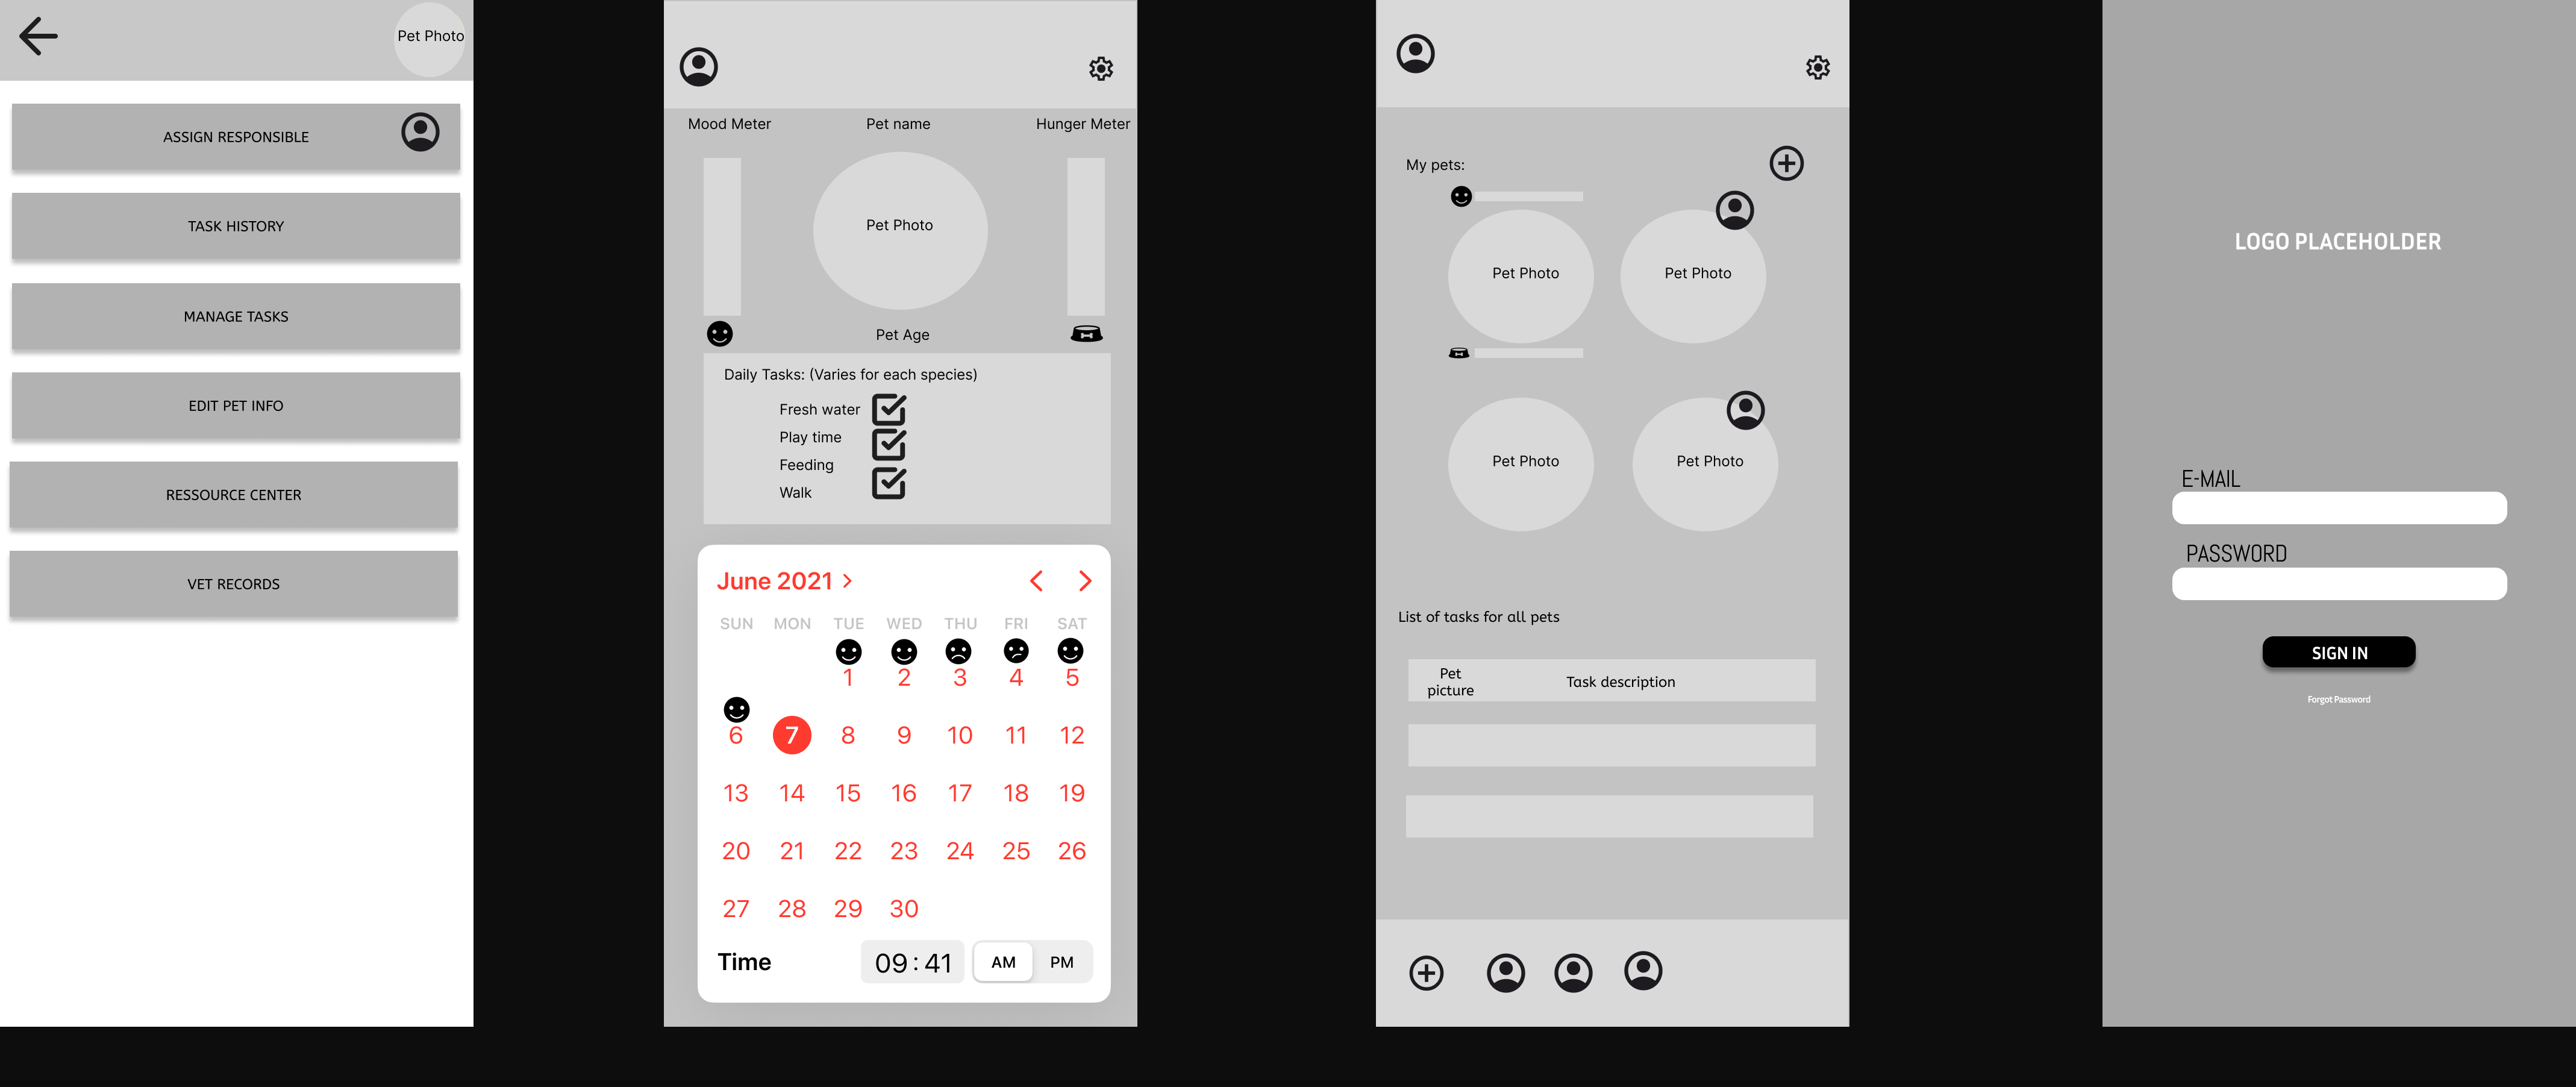 Pet Photo
ASSIGN RESPONSIBLE
TASK HISTORY
MANAGE TASKS
EDIT PET INFO
RESSOURCE CENTER
VET RECORDS
Mood Meter
Pet name
Hunger Meter
Pet Photo
Pet Age
Daily Tasks: (Varies for each species)
Fresh water
Play time
Feeding
Walk
June 2021
SUN MON TUE WED THU FRI SAT
1 2 3 4 5
6 7 8 9 10 11 12
13 14 15 16 17 18 19
20 21 22 23 24 25 26
27 28 29 30
Time 09:41 AM PM
My pets:
Pet Photo
Pet Photo
Pet Photo
Pet Photo
List of tasks for all pets
Pet
picture
Task description
LOGO PLACEHOLDER
E-MAIL
PASSWORD
SIGN IN
Forgot Password